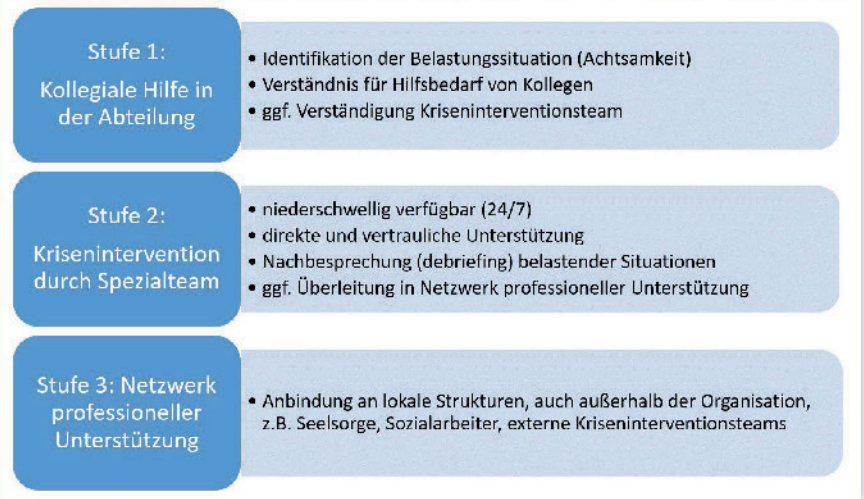 Stufe 1:
Kollegiale Hilfe in
der Abteilung
• Identifikation der Belastungssituation (Achtsamkeit)
• Verständnis für Hilfsbedarf von Kollegen
• ggf. Verständigung Kriseninterventionsteam
Stufe 2:
Krisenintervention
durch Spezialteam
• niederschwellig verfügbar (24/7)
• direkte und vertrauliche Unterstützung
• Nachbesprechung (debriefing) belastender Situationen
• ggf. Überleitung in Netzwerk professioneller Unterstützung
Stufe 3: Netzwerk
professioneller
Unterstützung
• Anbindung an lokale Strukturen, auch außerhalb der Organisation,
z.B. Seelsorge, Sozialarbeiter, externe Kriseninterventionsteams